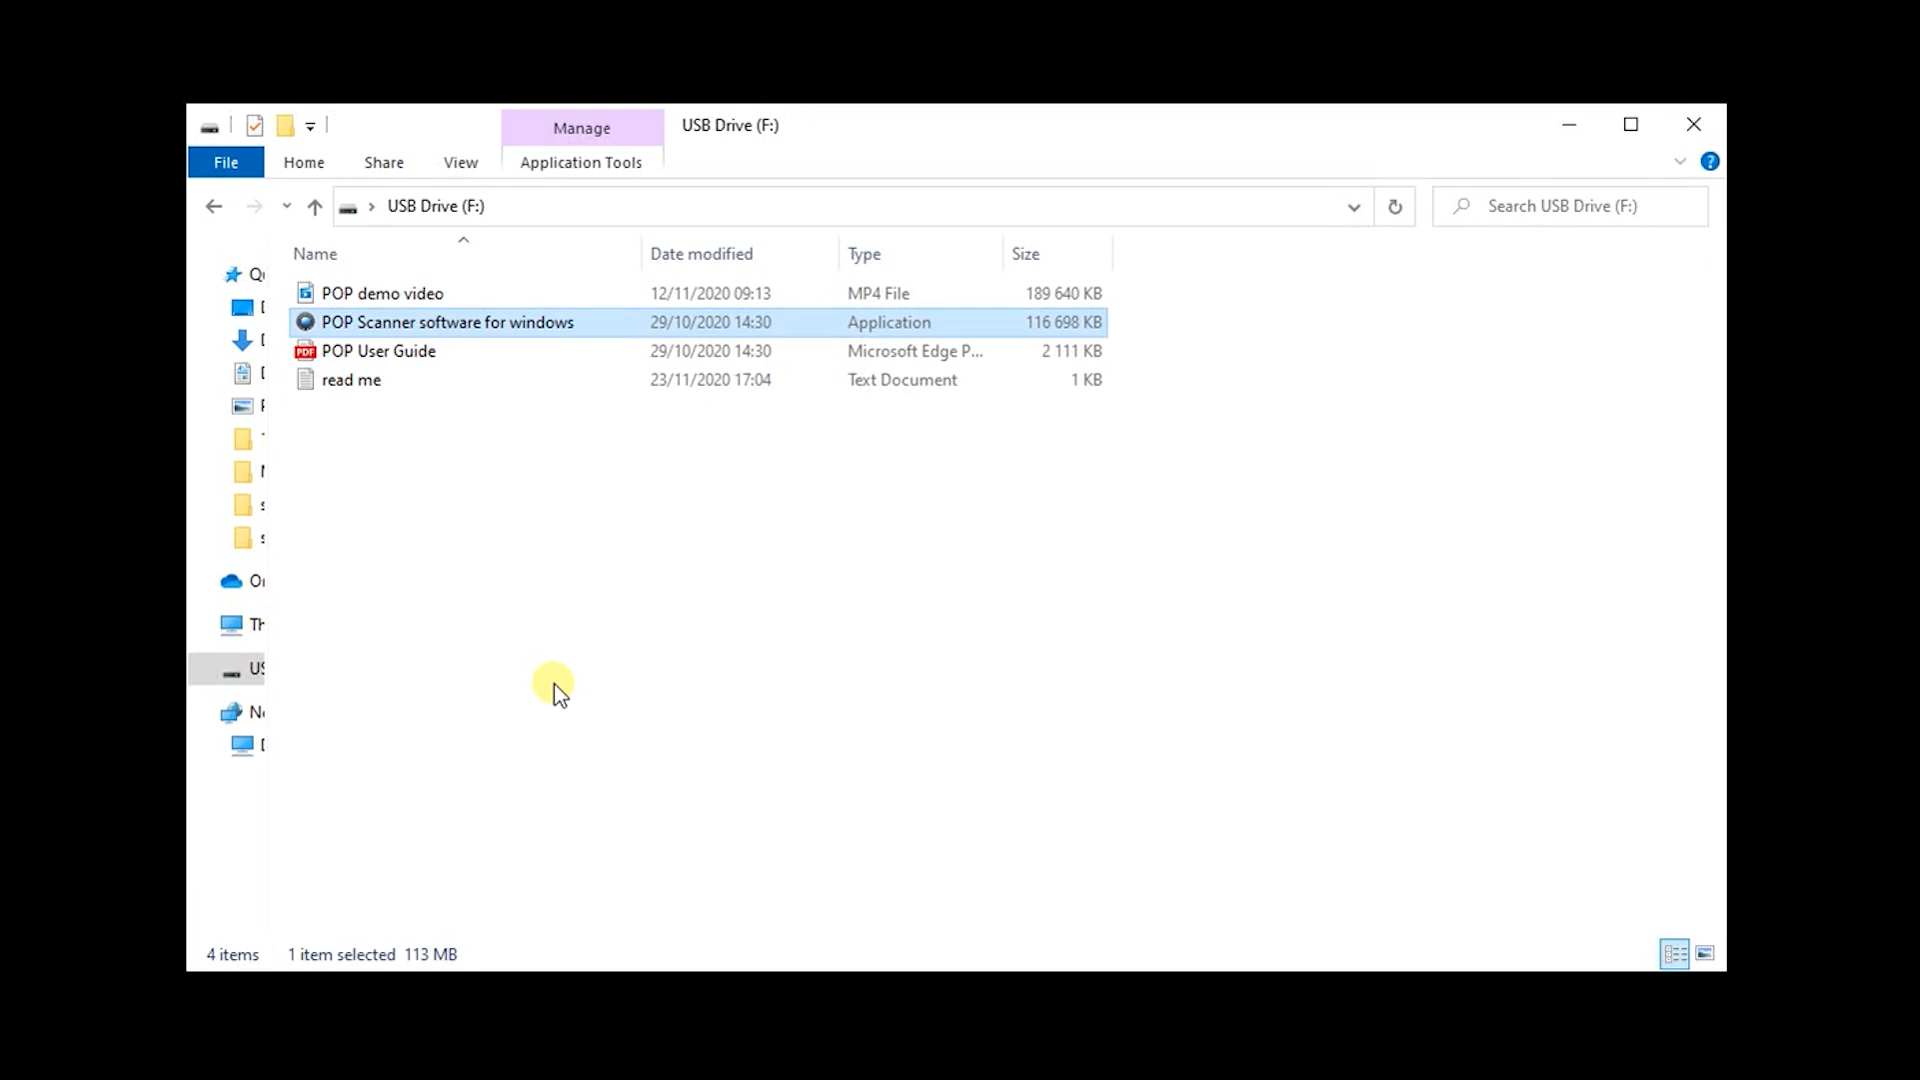 Manage
USB Drive (F:)
File
Home
Share
View
Application Tools
USB Drive (F:)
Search USB Drive (F:)
Name
Date modified
Type
Size
POP demo video 12/11/2020 09:13 MP4 File 189 640 KB
POP Scanner software for windows 29/10/2020 14:30 Application 116 698 KB
PDF POP User Guide 29/10/2020 14:30 Microsoft Edge P... 2 111 KB
read me 23/11/2020 17:04 Text Document 1 KB
4 items 1 item selected 113 MB